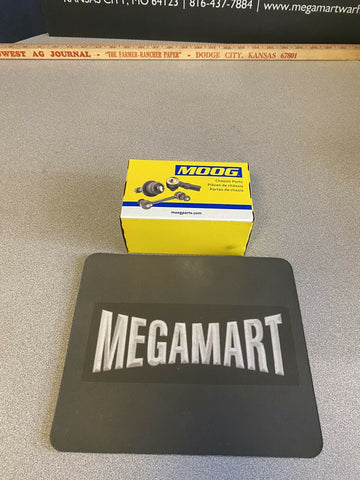 KANSAS CITY, MO 64123 | 816-437-7884
www.megamartwarf
WEST AG JOURNAL - "THE FARMER-RANCHER PAPER" - DODGE CITY, KANSAS 67801
MOOG
Chassis Parts
Pièces de châssis
Partes de chasis
moogparts.com
MEGAMART